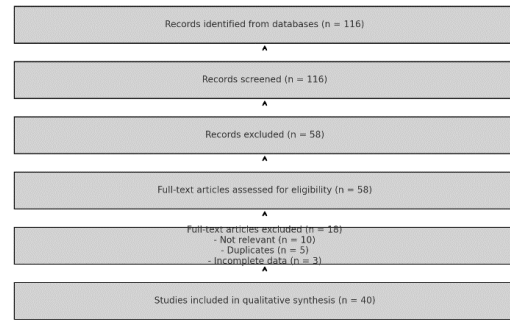 Records identified from databases (n = 116)
Records screened (n = 116)
Records excluded (n = 58)
Full-text articles assessed for eligibility (n = 58)
Full-text articles excluded (n = 18)
- Not relevant (n = 10)
- Duplicates (n = 5)
- Incomplete data (n = 3)
Studies included in qualitative synthesis (n = 40)